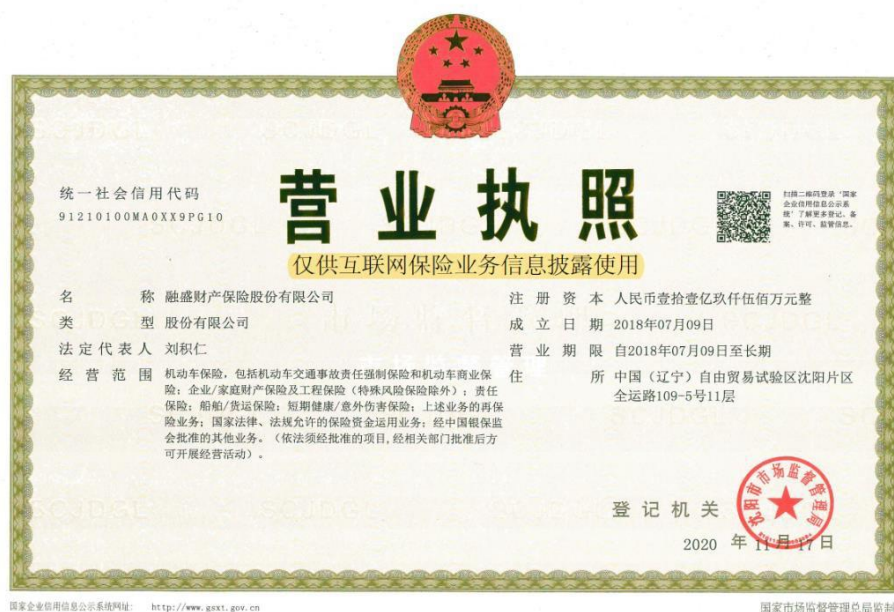 统一社会信用代码
91210100MA0XX9PG10
营业执照
扫描二维码登录“国家
企业信用信息公示系
统”了解更多登记、备
案、许可、监管信息。
仅供互联网保险业务信息披露使用
名称 融盛财产保险股份有限公司
类型 股份有限公司
法定代表人 刘积仁
经营范围 机动车保险，包括机动车交通事故责任强制保险和机动车商业保
险；企业/家庭财产保险及工程保险（特殊风险保险除外）；责任
保险；船舶/货运保险；短期健康/意外伤害保险；上述业务的再保
险业务；国家法律、法规允许的保险资金运用业务；经中国银保监
会批准的其他业务。（依法须经批准的项目,经相关部门批准后方
可开展经营活动）。
注册资本 人民币壹拾壹亿玖仟伍佰万元整
成立日期 2018年07月09日
营业期限 自2018年07月09日至长期
住所 中国（辽宁）自由贸易试验区沈阳片区
全运路109-5号11层
登记机关
沈阳市市场监督管理局
2020 年 11月 17日
国家企业信用信息公示系统网址: http://www.gsxt.gov.cn
国家市场监督管理总局监制